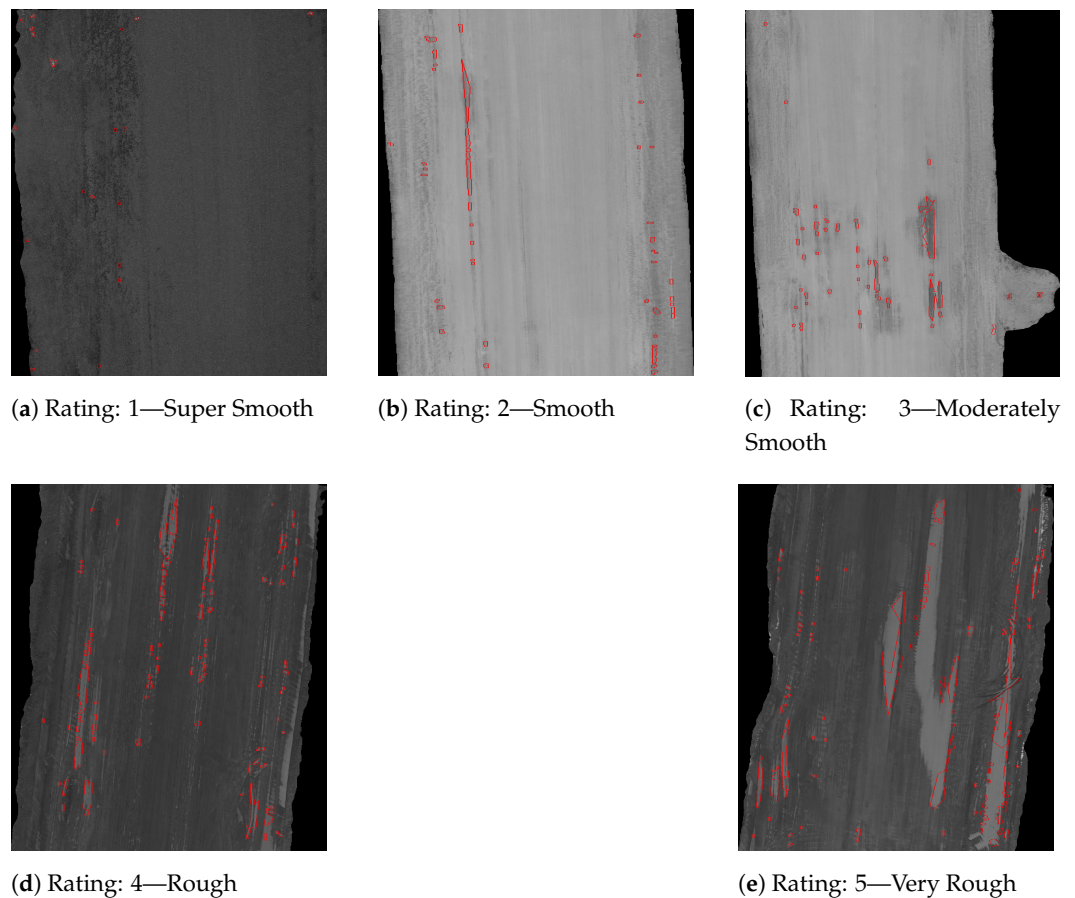 (a) Rating: 1—Super Smooth
(b) Rating: 2—Smooth
(c) Rating: 3—Moderately
Smooth
(d) Rating: 4—Rough
(e) Rating: 5—Very Rough